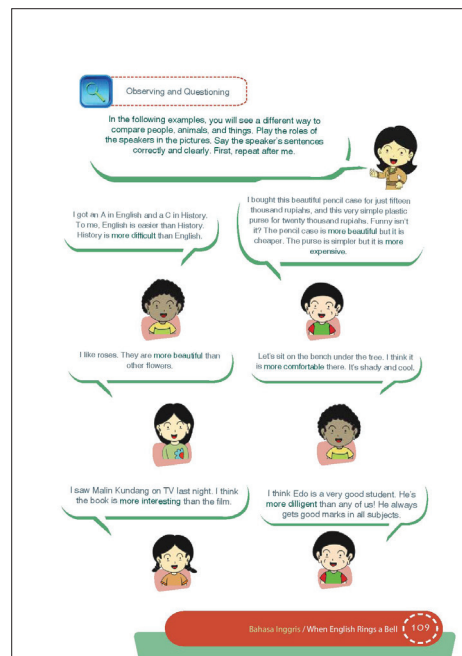 Observing and Questioning
In the following examples, you will see a different way to
compare people, animals, and things. Play the roles of
the speakers in the pictures. Say the speaker's sentences
correctly and clearly. First, repeat after me.
I got an A in English and a C in History.
To me, English is easier than History.
History is more difficult than English.
I bought this beautiful pencil case for just fifteen
thousand rupiahs, and this very simple plastic
purse for twenty thousand rupiahs. Funny isn't
it? The pencil case is more beautiful but it is
cheaper. The purse is simpler but it is more
expensive.
I like roses. They are more beautiful than
other flowers.
Let's sit on the bench under the tree. I think it
is more comfortable there. It's shady and cool.
I saw Malin Kundang on TV last night. I think
the book is more interesting than the film.
I think Edo is a very good student. He's
more dilligent than any of us! He always
gets good marks in all subjects.
Bahasa Inggris / When English Rings a Bell 109